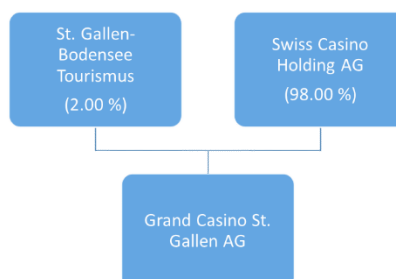 St. Gallen-
Bodensee
Tourismus
(2.00 %)
Swiss Casino
Holding AG
(98.00 %)
Grand Casino St.
Gallen AG